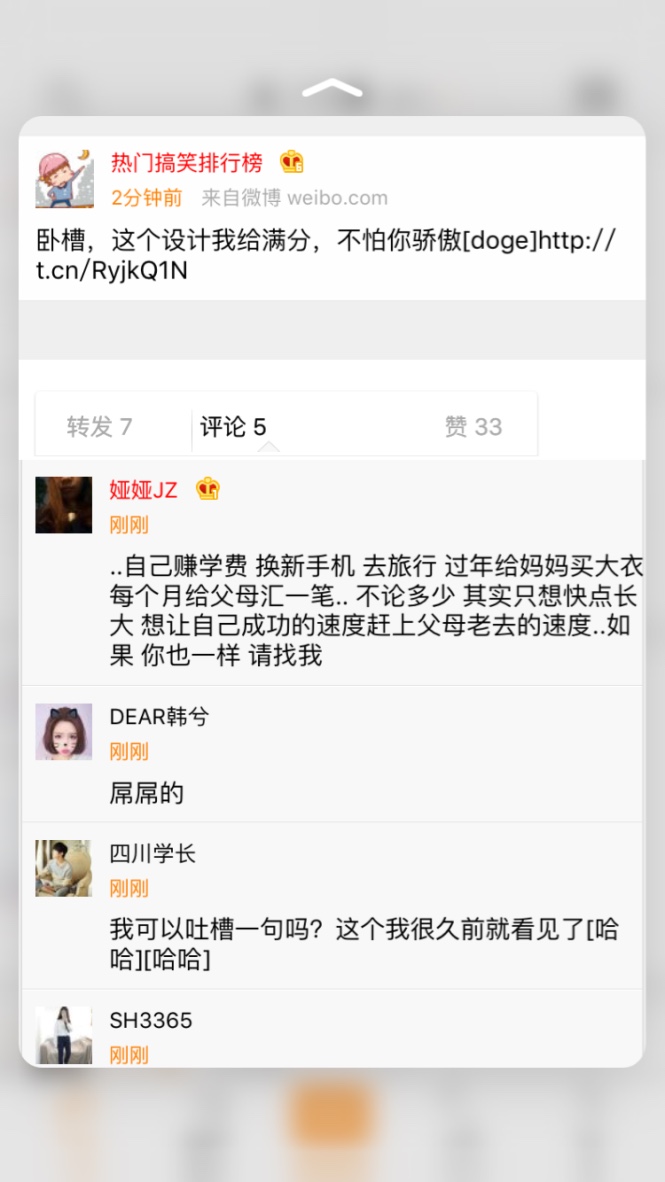 热门搞笑排行榜
2分钟前 来自微博 weibo.com
卧槽，这个设计我给满分，不怕你骄傲[doge]http://
t.cn/RyjkQ1N
转发 7 评论 5 赞 33
娅娅JZ
刚刚
..自己赚学费 换新手机 去旅行 过年给妈妈买大衣
每个月给父母汇一笔.. 不论多少 其实只想快点长
大 想让自己成功的速度赶上父母老去的速度..如
果 你也一样 请找我
DEAR韩兮
刚刚
屌屌的
四川学长
刚刚
我可以吐槽一句吗？这个我很久前就看见了[哈
哈][哈哈]
SH3365
刚刚